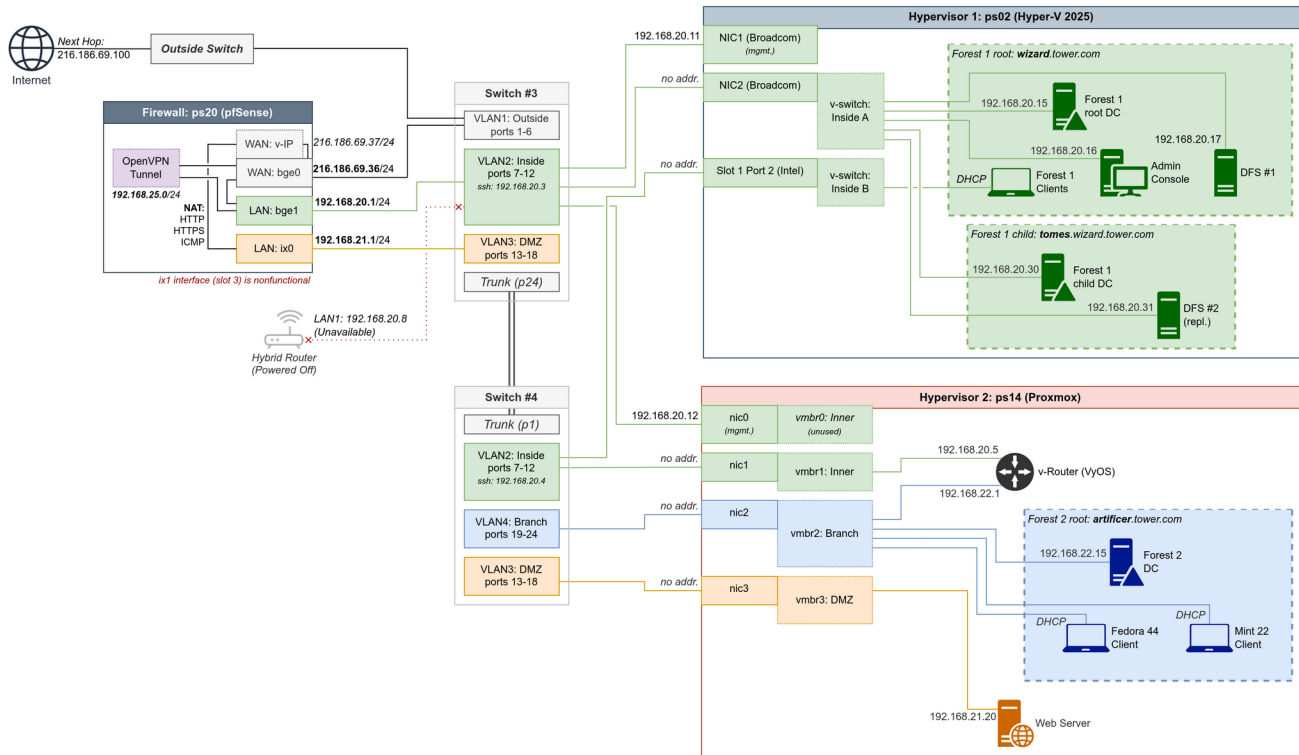 Internet
Next Hop:
216.186.69.100
Outside Switch
Firewall: ps20 (pfSense)
OpenVPN
Tunnel
192.168.25.0/24
WAN: v-IP
216.186.69.37/24
WAN: bge0
216.186.69.36/24
LAN: bge1
192.168.20.1/24
NAT:
HTTP
HTTPS
ICMP
LAN: ix0
192.168.21.1/24
ix1 interface (slot 3) is nonfunctional
LAN1: 192.168.20.8
(Unavailable)
Hybrid Router
(Powered Off)
Switch #3
VLAN1: Outside
ports 1-6
VLAN2: Inside
ports 7-12
ssh: 192.168.20.3
VLAN3: DMZ
ports 13-18
Trunk (p24)
Switch #4
Trunk (p1)
VLAN2: Inside
ports 7-12
ssh: 192.168.20.4
VLAN4: Branch
ports 19-24
VLAN3: DMZ
ports 13-18
Hypervisor 1: ps02 (Hyper-V 2025)
192.168.20.11
NIC1 (Broadcom)
(mgmt.)
no addr.
NIC2 (Broadcom)
v-switch:
Inside A
no addr.
Slot 1 Port 2 (Intel)
v-switch:
Inside B
Forest 1 root: wizard.tower.com
192.168.20.15
Forest 1
root DC
192.168.20.16
Admin
Console
192.168.20.17
DFS #1
DHCP
Forest 1
Clients
Forest 1 child: tomes.wizard.tower.com
192.168.20.30
Forest 1
child DC
192.168.20.31
DFS #2
(repl.)
Hypervisor 2: ps14 (Proxmox)
192.168.20.12
nic0
(mgmt.)
vmbr0: Inner
(unused)
no addr.
nic1
vmbr1: Inner
192.168.20.5
v-Router (VyOS)
192.168.22.1
no addr.
nic2
vmbr2: Branch
no addr.
nic3
vmbr3: DMZ
Forest 2 root: artificer.tower.com
192.168.22.15
Forest 2
DC
DHCP
Fedora 44
Client
DHCP
Mint 22
Client
192.168.21.20
Web Server